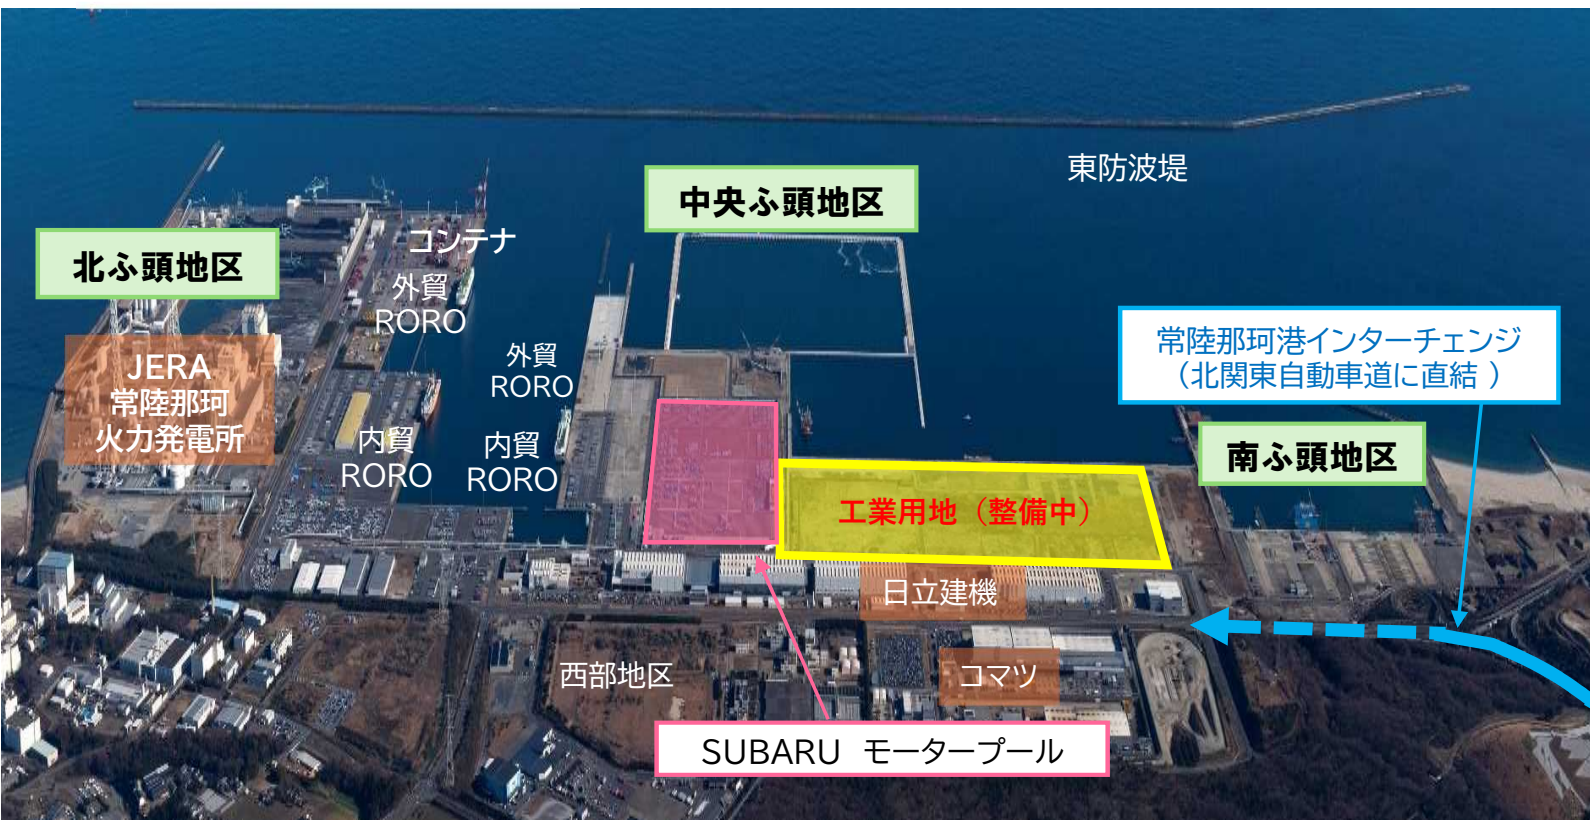 東防波堤
中央ふ頭地区
北ふ頭地区
コンテナ
外貿
RORO
外貿
RORO
内貿
RORO
内貿
RORO
JERA
常陸那珂
火力発電所
常陸那珂港インターチェンジ
(北関東自動車道に直結 )
南ふ頭地区
工業用地（整備中）
日立建機
西部地区
コマツ
SUBARU モータープール